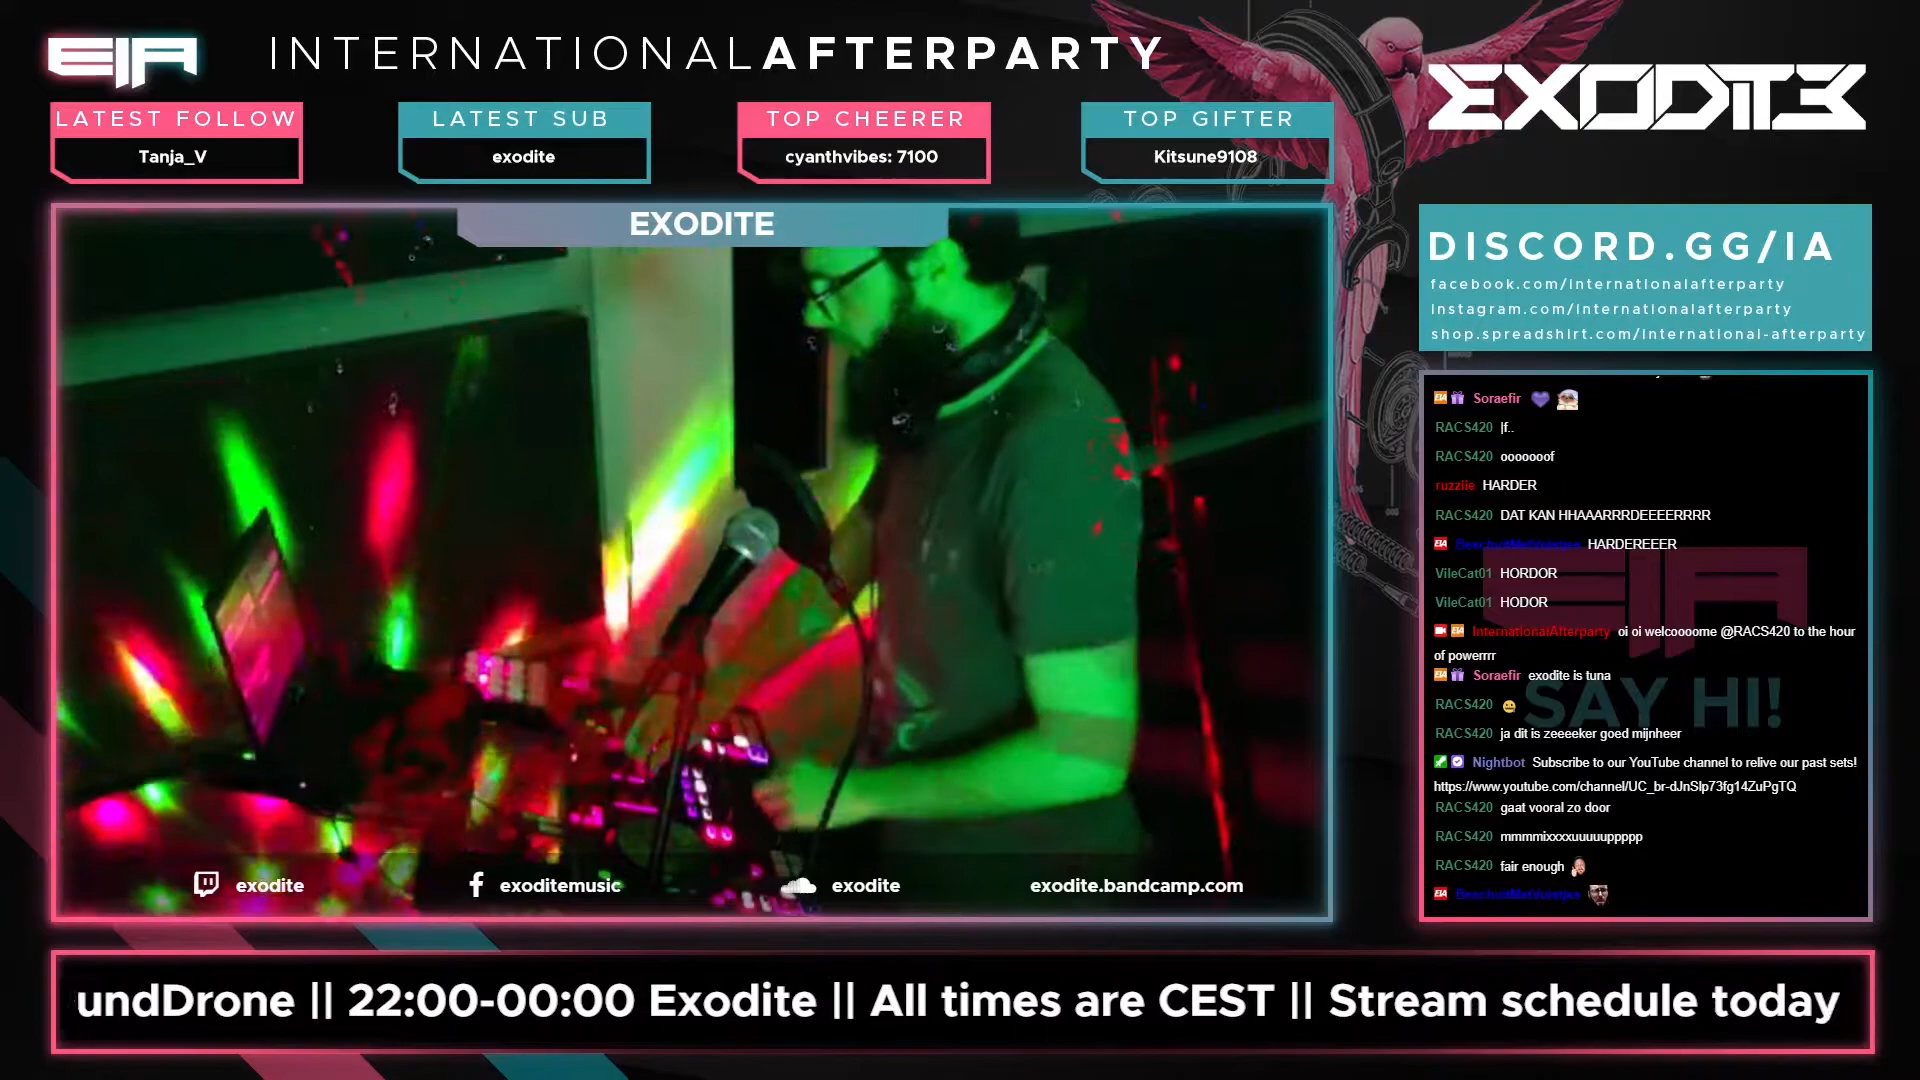 EIA
INTERNATIONALAFTERPARTY
EXODITE
LATEST FOLLOW
Tanja_V
LATEST SUB
exodite
TOP CHEERER
cyanthvibes: 7100
TOP GIFTER
Kitsune9108
EXODITE
exodite
exoditemusic
exodite
exodite.bandcamp.com
DISCORD.GG/IA
facebook.com/internationalafterparty
instagram.com/internationalafterparty
shop.spreadshirt.com/international-afterparty
Soraefir
RACS420 |f..
RACS420 ooooooof
ruzziie HARDER
RACS420 DAT KAN HHAAARRRDEEEERRRR
HARDEREEER
VileCat01 HORDOR
VileCat01 HODOR
InternationalAfterparty oi oi welccoooome @RACS420 to the hour
of powerrrr
Soraefir exodite is tuna
RACS420
RACS420 ja dit is zeeeeker goed mijnheer
Nightbot Subscribe to our YouTube channel to relive our past sets!
https://www.youtube.com/channel/UC_br-dJnSlp73fg14ZuPgTQ
RACS420 gaat vooral zo door
RACS420 mmmmixxxxuuuuuppppp
RACS420 fair enough
EIA
SAY HI!
undDrone || 22:00-00:00 Exodite || All times are CEST || Stream schedule today